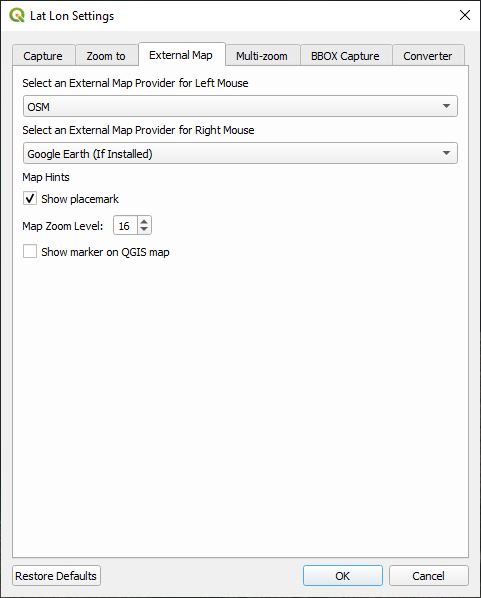 Lat Lon Settings
Capture Zoom to External Map Multi-zoom BBOX Capture Converter
Select an External Map Provider for Left Mouse
OSM
Select an External Map Provider for Right Mouse
Google Earth (If Installed)
Map Hints
Show placemark
Map Zoom Level: 16
Show marker on QGIS map
Restore Defaults OK Cancel